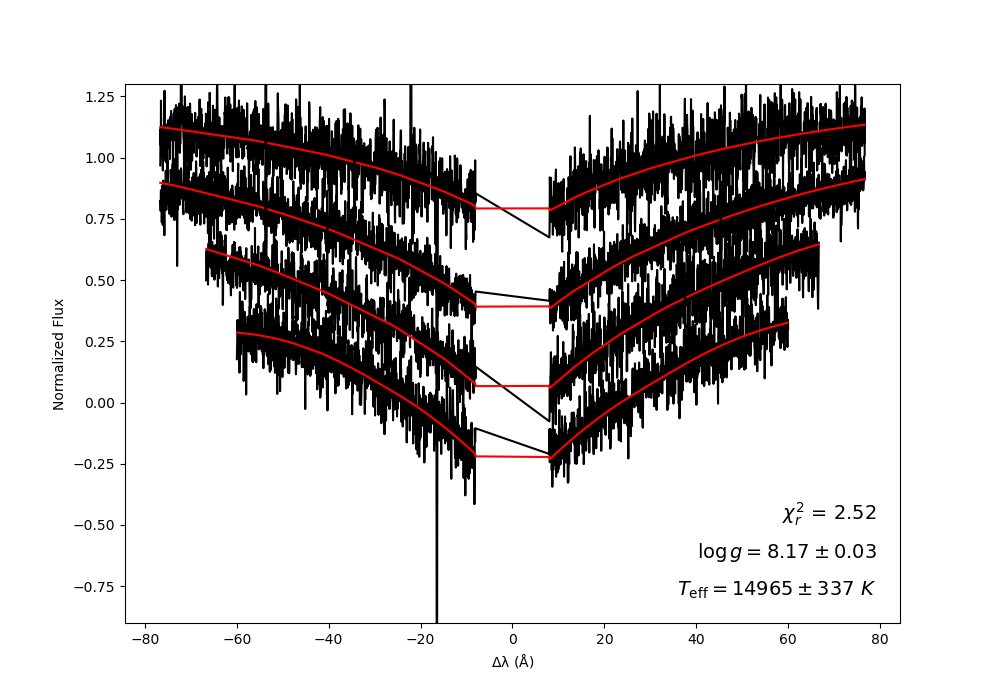 1.25
1.00
0.75
0.50
0.25
0.00
−0.25
−0.50
−0.75
Normalized Flux
χ²ᵣ = 2.52
log g = 8.17 ± 0.03
T_eff = 14965 ± 337 K
−80 −60 −40 −20 0 20 40 60 80
Δλ (Å)